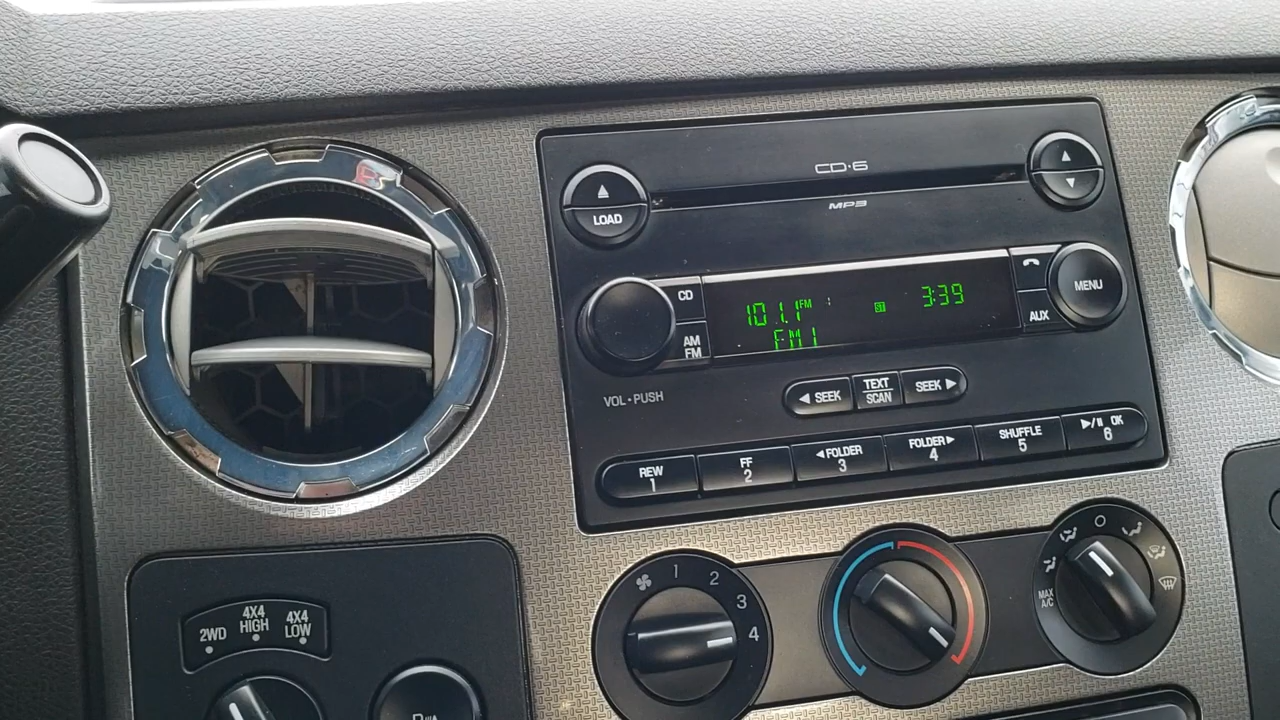 CD·6
LOAD
MP3
CD
101.1 FM
ST
3:39
FM1
AM
FM
MENU
AUX
VOL·PUSH
SEEK
TEXT
SCAN
SEEK
REW
1
FF
2
FOLDER
3
FOLDER
4
SHUFFLE
5
OK
6
1
2
3
4
MAX
A/C
2WD
4X4
HIGH
4X4
LOW